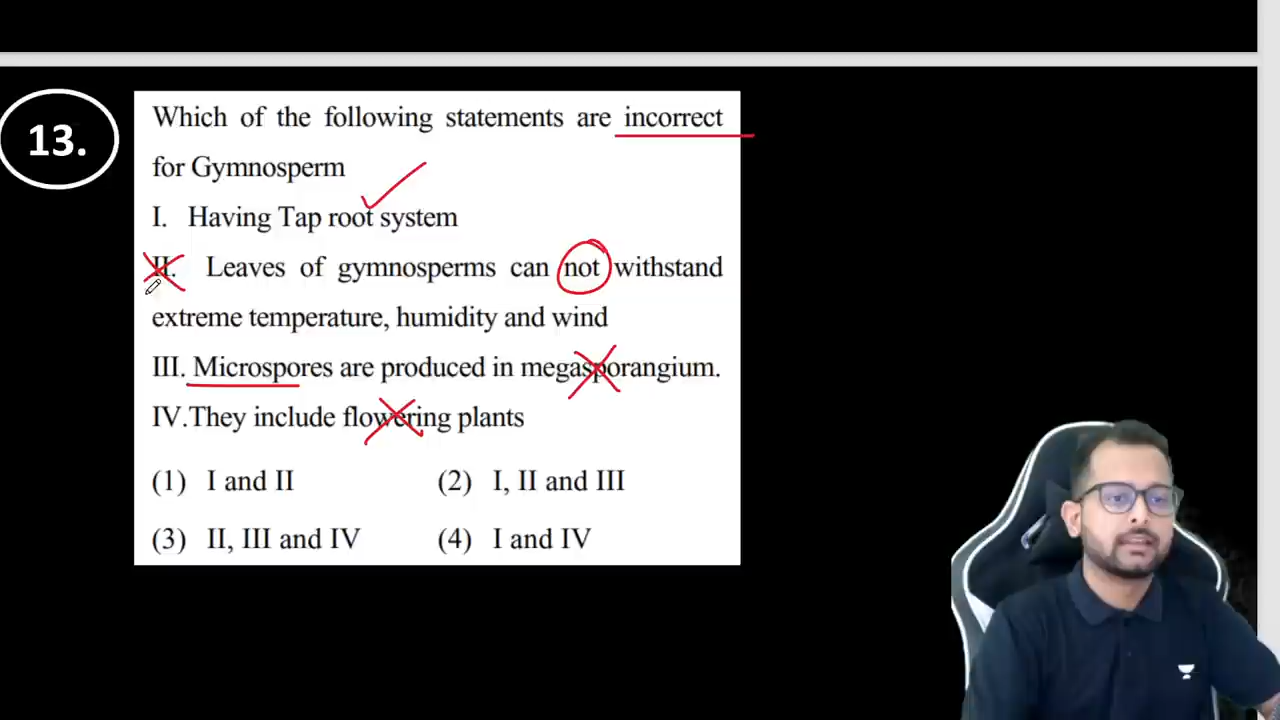 13.
Which of the following statements are incorrect
for Gymnosperm
I. Having Tap root system
II. Leaves of gymnosperms can not withstand
extreme temperature, humidity and wind
III. Microspores are produced in megasporangium.
IV.They include flowering plants
(1) I and II (2) I, II and III
(3) II, III and IV (4) I and IV